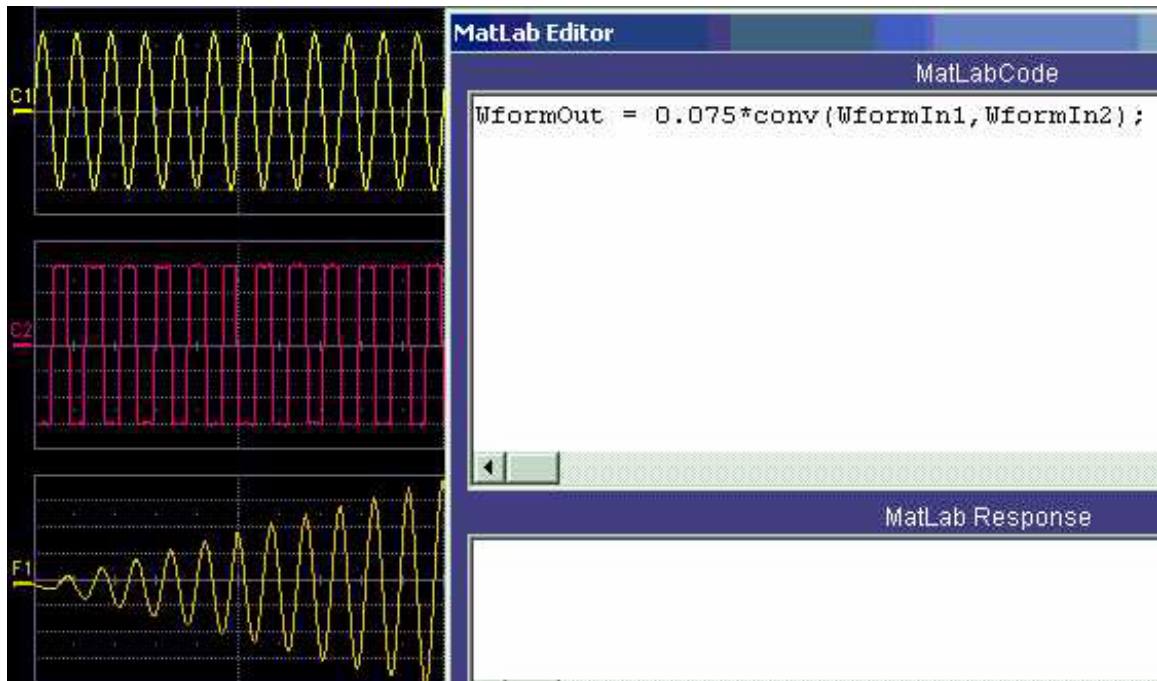 MatLab Editor
MatLabCode
C1
WformOut = 0.075*conv(WformIn1,WformIn2);
C2
MatLab Response
F1